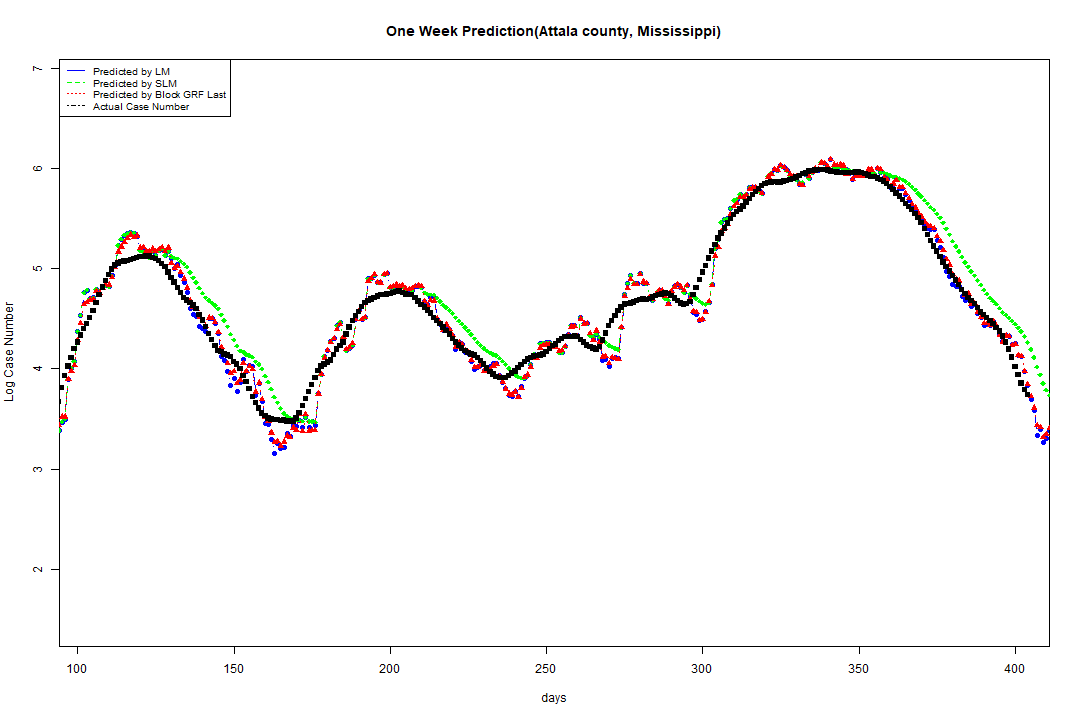 One Week Prediction(Attala county, Mississippi)
Predicted by LM
Predicted by SLM
Predicted by Block GRF Last
Actual Case Number
7
6
5
4
3
2
Log Case Number
100 150 200 250 300 350 400
days